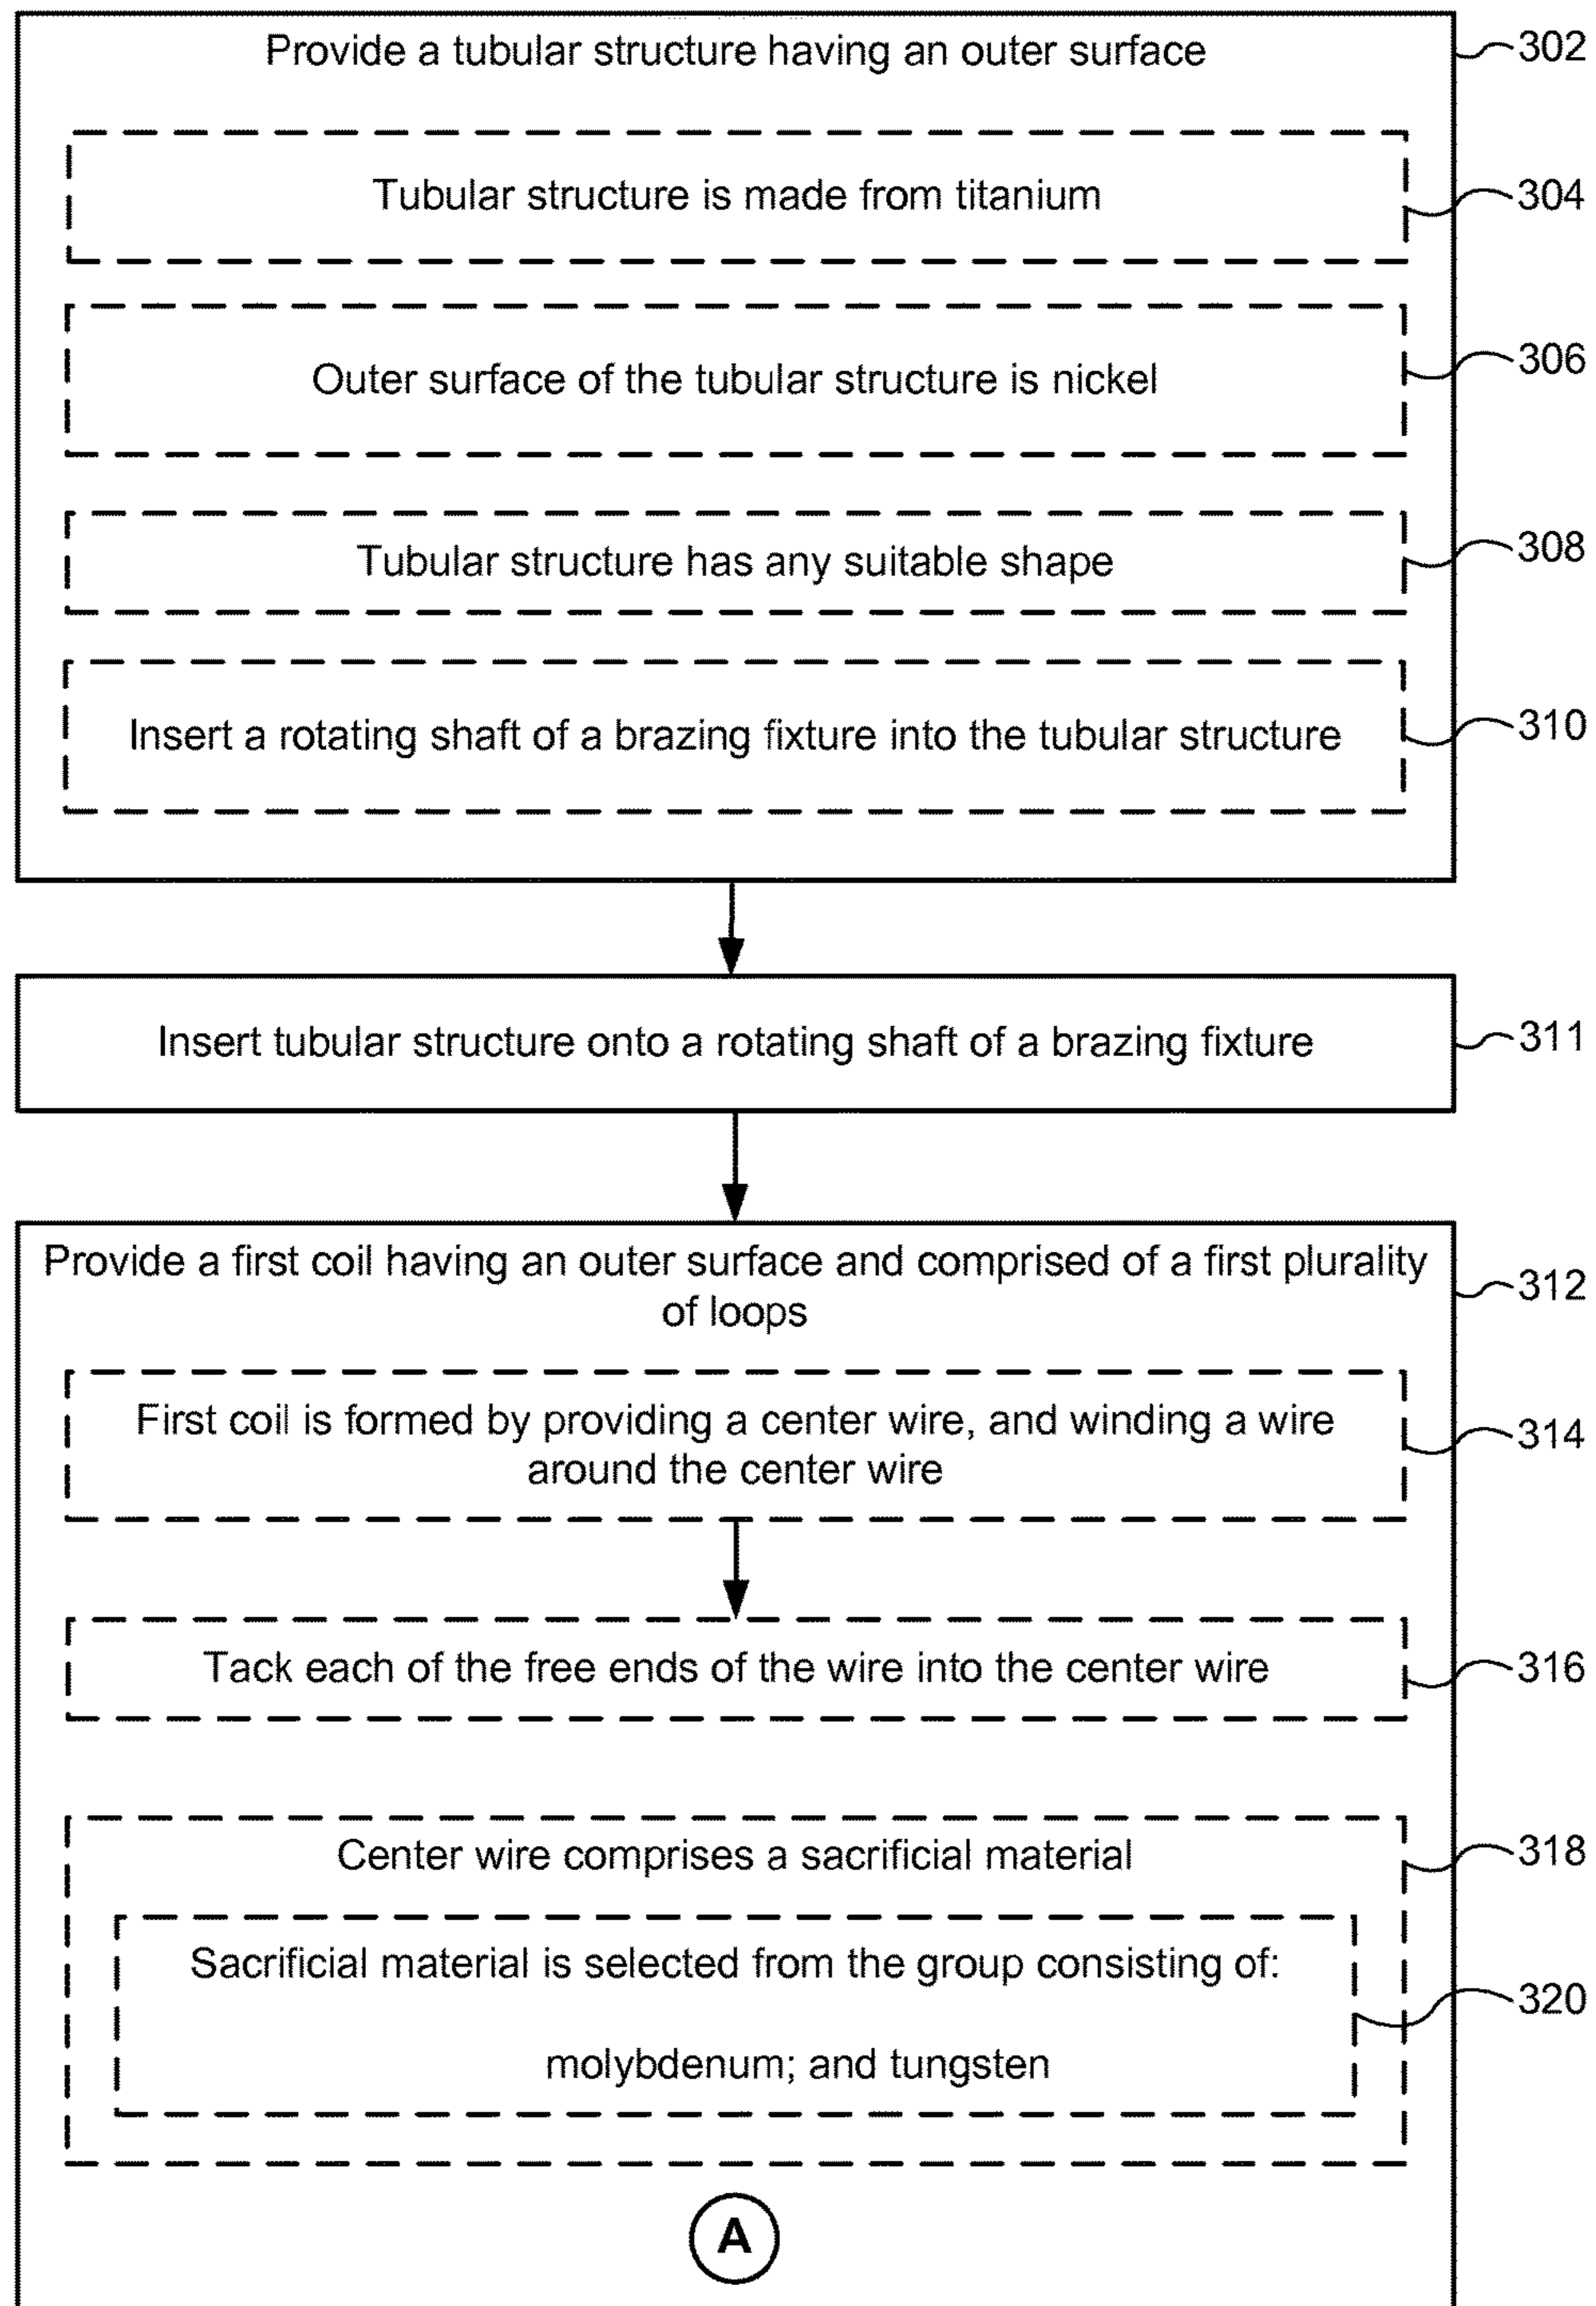 Provide a tubular structure having an outer surface
302
Tubular structure is made from titanium
304
Outer surface of the tubular structure is nickel
306
Tubular structure has any suitable shape
308
Insert a rotating shaft of a brazing fixture into the tubular structure
310
Insert tubular structure onto a rotating shaft of a brazing fixture
311
Provide a first coil having an outer surface and comprised of a first plurality
of loops
312
First coil is formed by providing a center wire, and winding a wire
around the center wire
314
Tack each of the free ends of the wire into the center wire
316
Center wire comprises a sacrificial material
318
Sacrificial material is selected from the group consisting of:
molybdenum; and tungsten
320
A